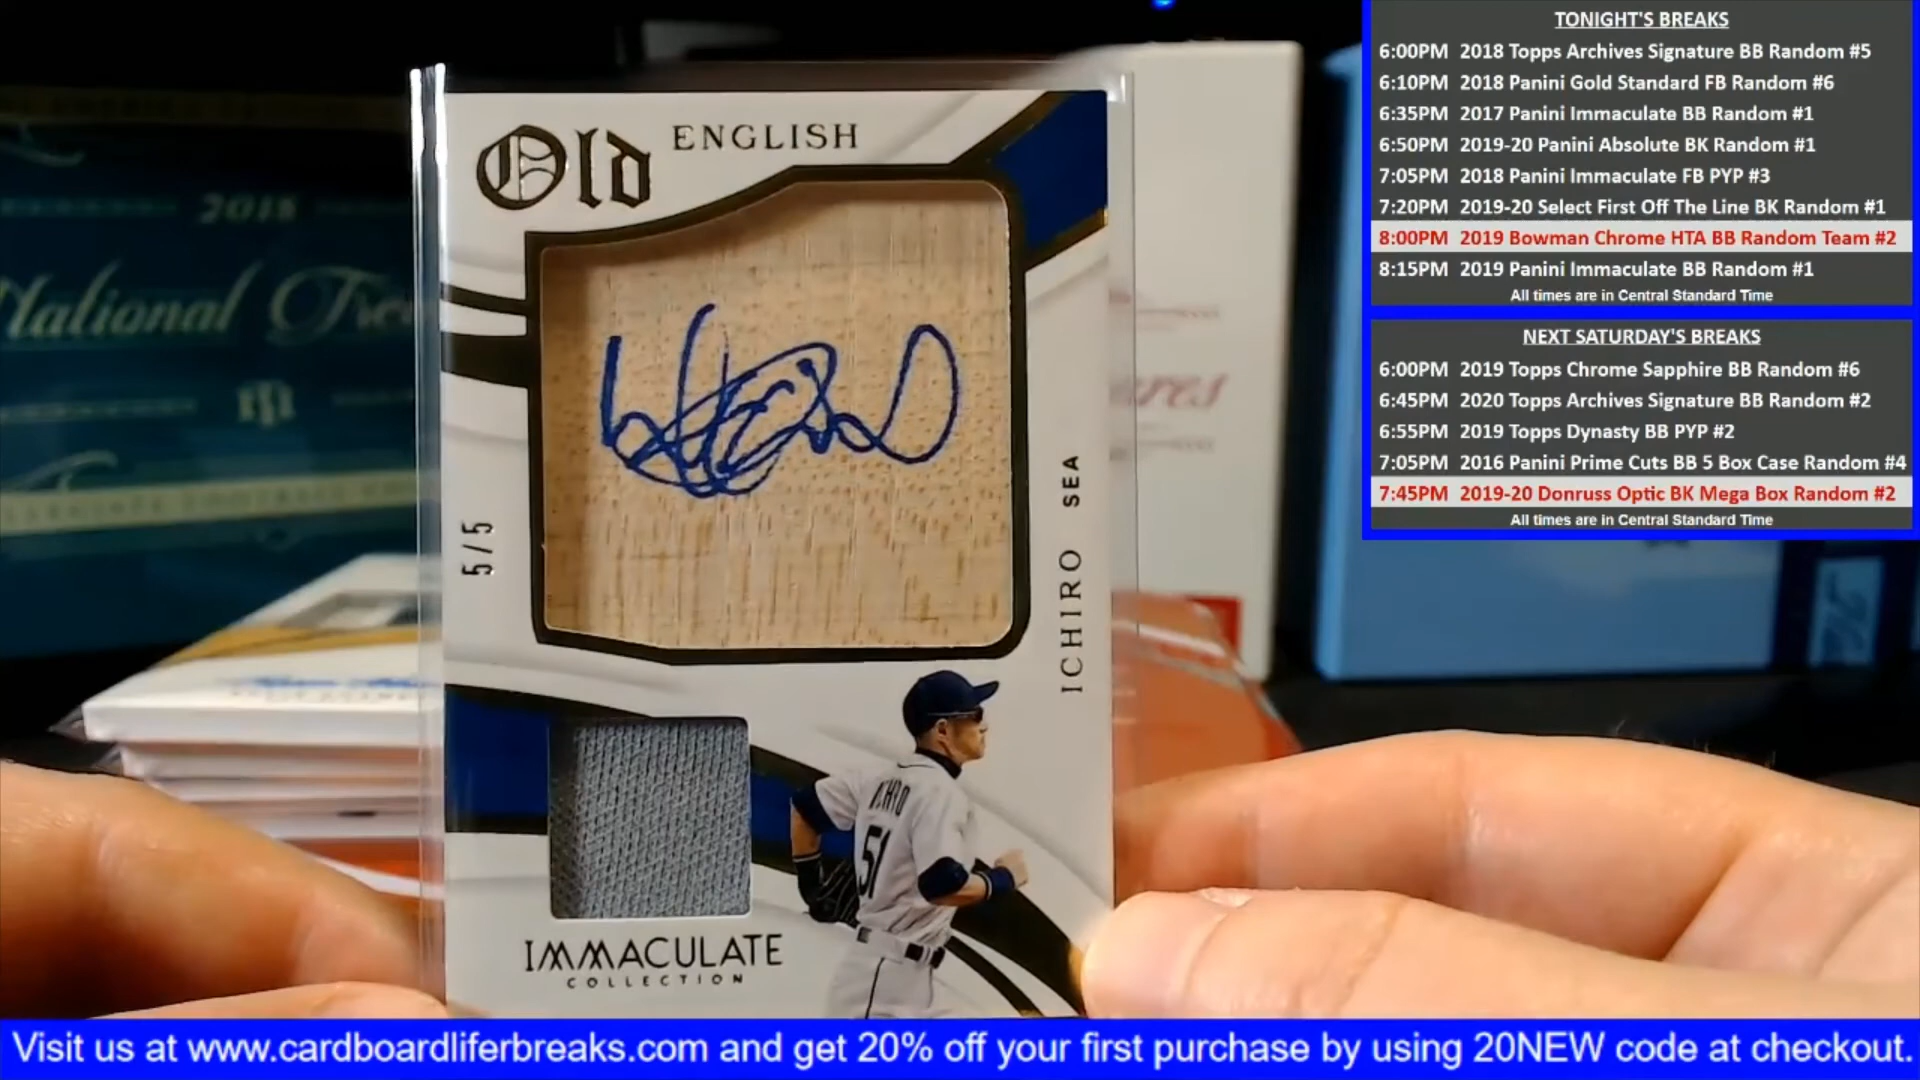 TONIGHT'S BREAKS
6:00PM 2018 Topps Archives Signature BB Random #5
6:10PM 2018 Panini Gold Standard FB Random #6
6:35PM 2017 Panini Immaculate BB Random #1
6:50PM 2019-20 Panini Absolute BK Random #1
7:05PM 2018 Panini Immaculate FB PYP #3
7:20PM 2019-20 Select First Off The Line BK Random #1
8:00PM 2019 Bowman Chrome HTA BB Random Team #2
8:15PM 2019 Panini Immaculate BB Random #1
All times are in Central Standard Time
NEXT SATURDAY'S BREAKS
6:00PM 2019 Topps Chrome Sapphire BB Random #6
6:45PM 2020 Topps Archives Signature BB Random #2
6:55PM 2019 Topps Dynasty BB PYP #2
7:05PM 2016 Panini Prime Cuts BB 5 Box Case Random #4
7:45PM 2019-20 Donruss Optic BK Mega Box Random #2
All times are in Central Standard Time
Old ENGLISH
5/5
ICHIRO SEA
ICHIRO
51
IMMACULATE
COLLECTION
2018
National
Visit us at www.cardboardliferbreaks.com and get 20% off your first purchase by using 20NEW code at checkout.